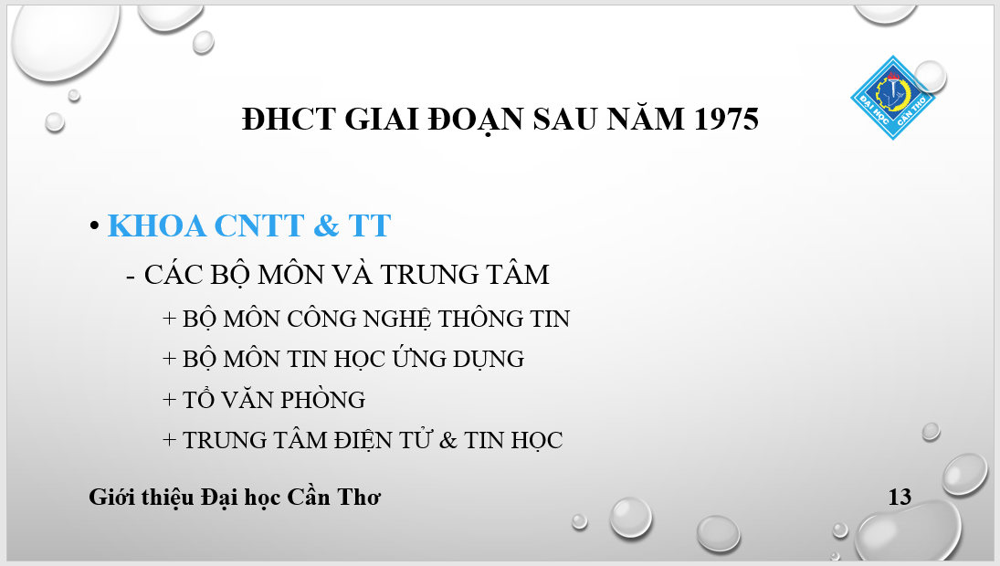 ĐẠI HỌC CẦN THƠ
ĐHCT GIAI ĐOẠN SAU NĂM 1975
• KHOA CNTT & TT
- CÁC BỘ MÔN VÀ TRUNG TÂM
+ BỘ MÔN CÔNG NGHỆ THÔNG TIN
+ BỘ MÔN TIN HỌC ỨNG DỤNG
+ TỔ VĂN PHÒNG
+ TRUNG TÂM ĐIỆN TỬ & TIN HỌC
Giới thiệu Đại học Cần Thơ 13